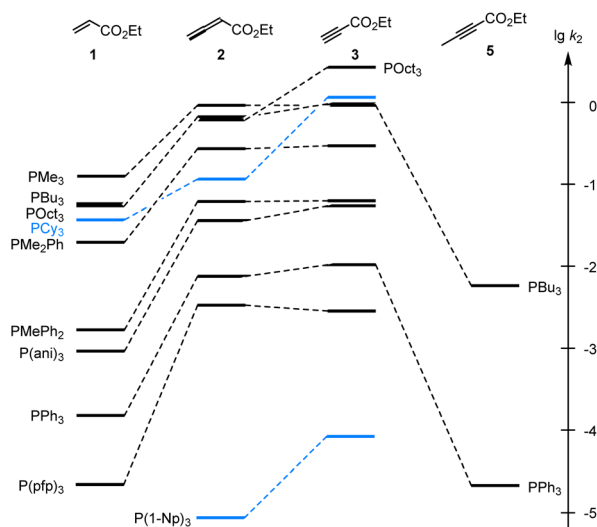 CO₂Et CO₂Et CO₂Et CO₂Et
1 2 3 5 lg k₂
POct₃
0
PMe₃
-1
PBu₃
POct₃
PCy₃
PMe₂Ph
-2
PBu₃
PMePh₂
-3
P(ani)₃
PPh₃
-4
P(pfp)₃ PPh₃
P(1-Np)₃ -5